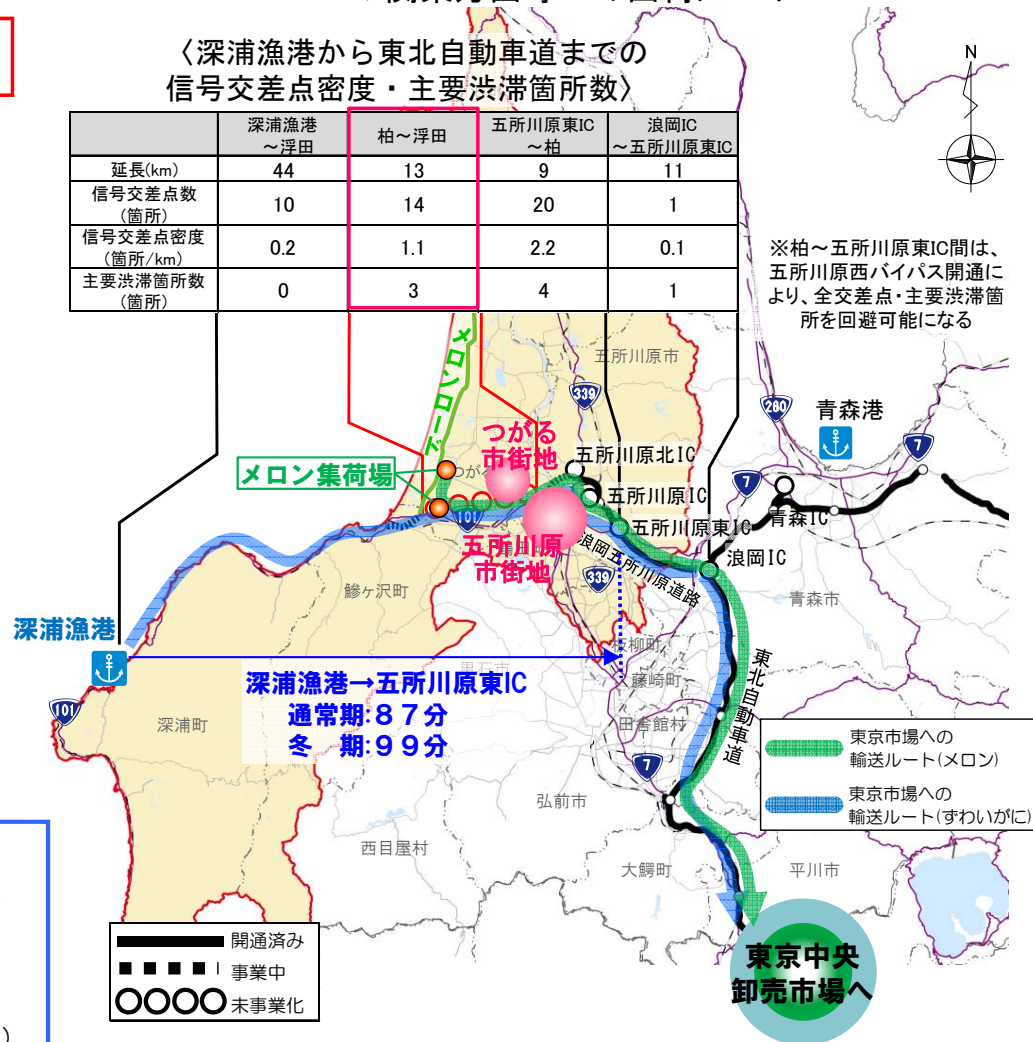 〈深浦漁港から東北自動車道までの
信号交差点密度・主要渋滞箇所数〉
深浦漁港
～浮田
柏～浮田
五所川原東IC
～柏
浪岡IC
～五所川原東IC
延長(km) 44 13 9 11
信号交差点数
(箇所)
10 14 20 1
信号交差点密度
(箇所/km)
0.2 1.1 2.2 0.1
主要渋滞箇所数
(箇所)
0 3 4 1
N
※柏～五所川原東IC間は、
五所川原西バイパス開通に
より、全交差点・主要渋滞箇
所を回避可能になる
メロンロード
五所川原市
339
280
青森港
7
7
つがる
市街地
メロン集荷場
五所川原北IC
五所川原IC
青森IC
101
五所川原東IC
五所川原
市街地
浪岡五所川原道路
浪岡IC
339
鰺ヶ沢町
青森市
深浦漁港
板柳町
黒石市
藤崎町
東北自動車道
深浦漁港→五所川原東IC
通常期:８７分
冬　期:９９分
101
深浦町
田舎館村
7
東京市場への
輸送ルート(メロン)
東京市場への
輸送ルート(ずわいがに)
弘前市
西目屋村
大鰐町
平川市
開通済み
事業中
未事業化
東京中央
卸売市場へ